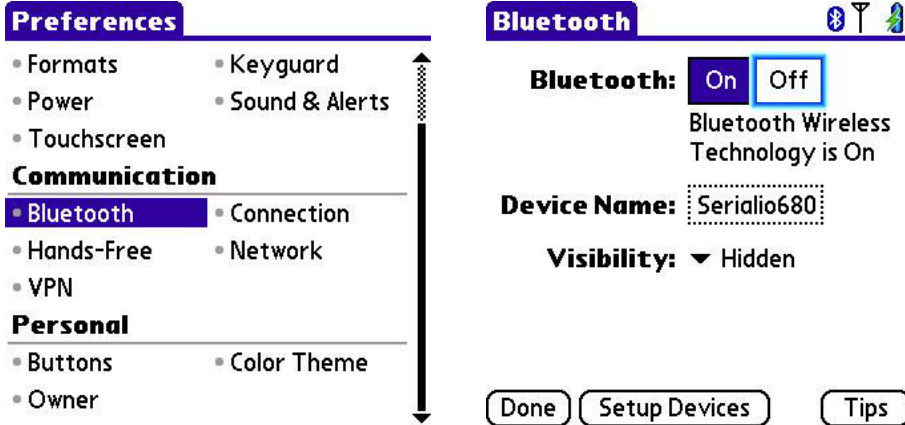 Preferences
Formats Keyguard
Power Sound & Alerts
Touchscreen
Communication
Bluetooth Connection
Hands-Free Network
VPN
Personal
Buttons Color Theme
Owner
Bluetooth
Bluetooth: On Off
Bluetooth Wireless
Technology is On
Device Name: Serialio680
Visibility: Hidden
Done Setup Devices Tips